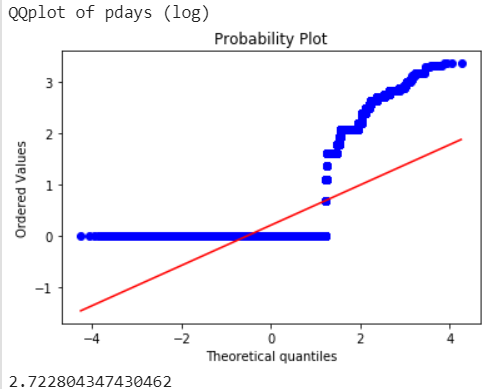 QQplot of pdays (log)
Probability Plot
3
2
1
0
−1
Ordered Values
−4
−2
0
2
4
Theoretical quantiles
2.722804347430462